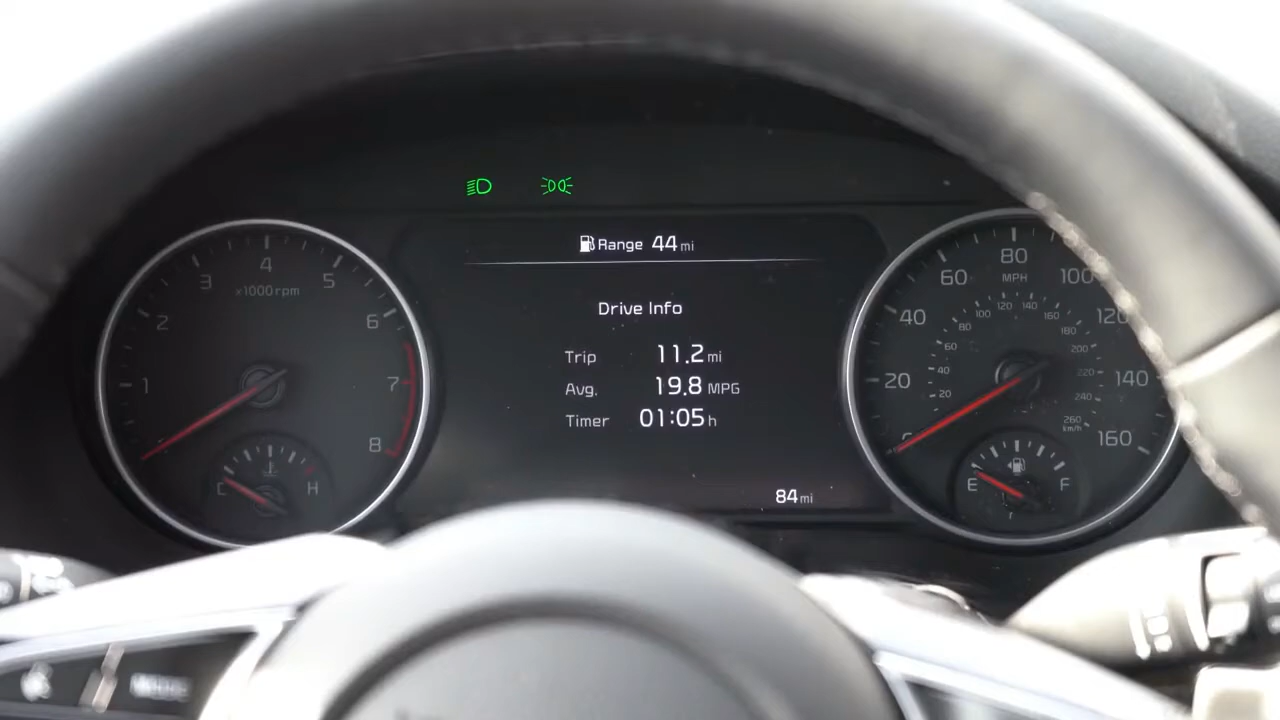 Range 44 mi
Drive Info
Trip 11.2 mi
Avg. 19.8 MPG
Timer 01:05 h
84 mi
1
2
3
4
5
6
7
8
x1000rpm
C
H
20
40
60
80
100
120
140
160
MPH
20
40
60
80
100
120
140
160
180
200
220
240
260
km/h
E
F